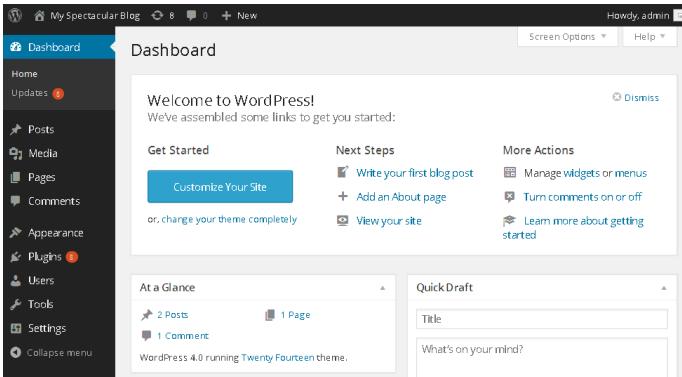 My Spectacular Blog 8 0 + New Howdy, admin
Dashboard
Home
Updates 8
Posts
Media
Pages
Comments
Appearance
Plugins 8
Users
Tools
Settings
Collapse menu
Screen Options Help
Dashboard
Welcome to WordPress!
Dismiss
We've assembled some links to get you started:
Get Started
Customize Your Site
or, change your theme completely
Next Steps
Write your first blog post
Add an About page
View your site
More Actions
Manage widgets or menus
Turn comments on or off
Learn more about getting
started
At a Glance
2 Posts 1 Page
1 Comment
WordPress 4.0 running Twenty Fourteen theme.
Quick Draft
Title
What's on your mind?